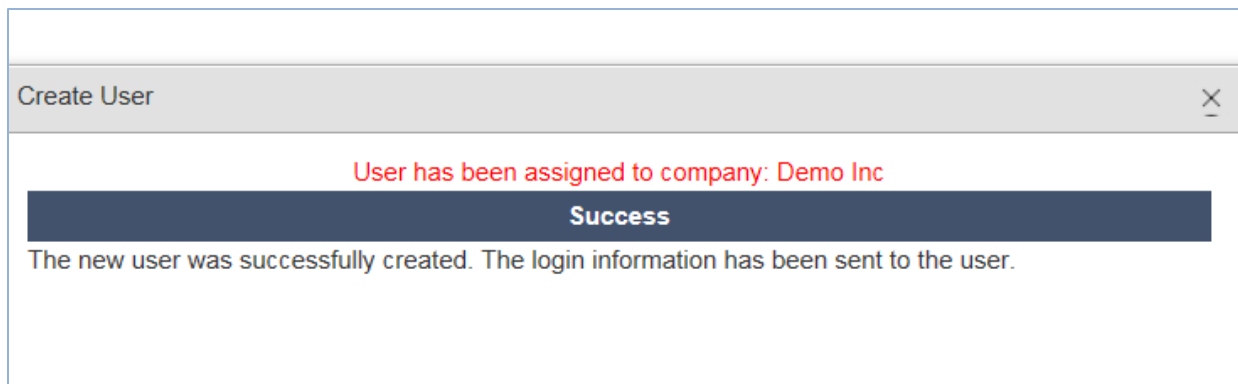 Create User
User has been assigned to company: Demo Inc
Success
The new user was successfully created. The login information has been sent to the user.